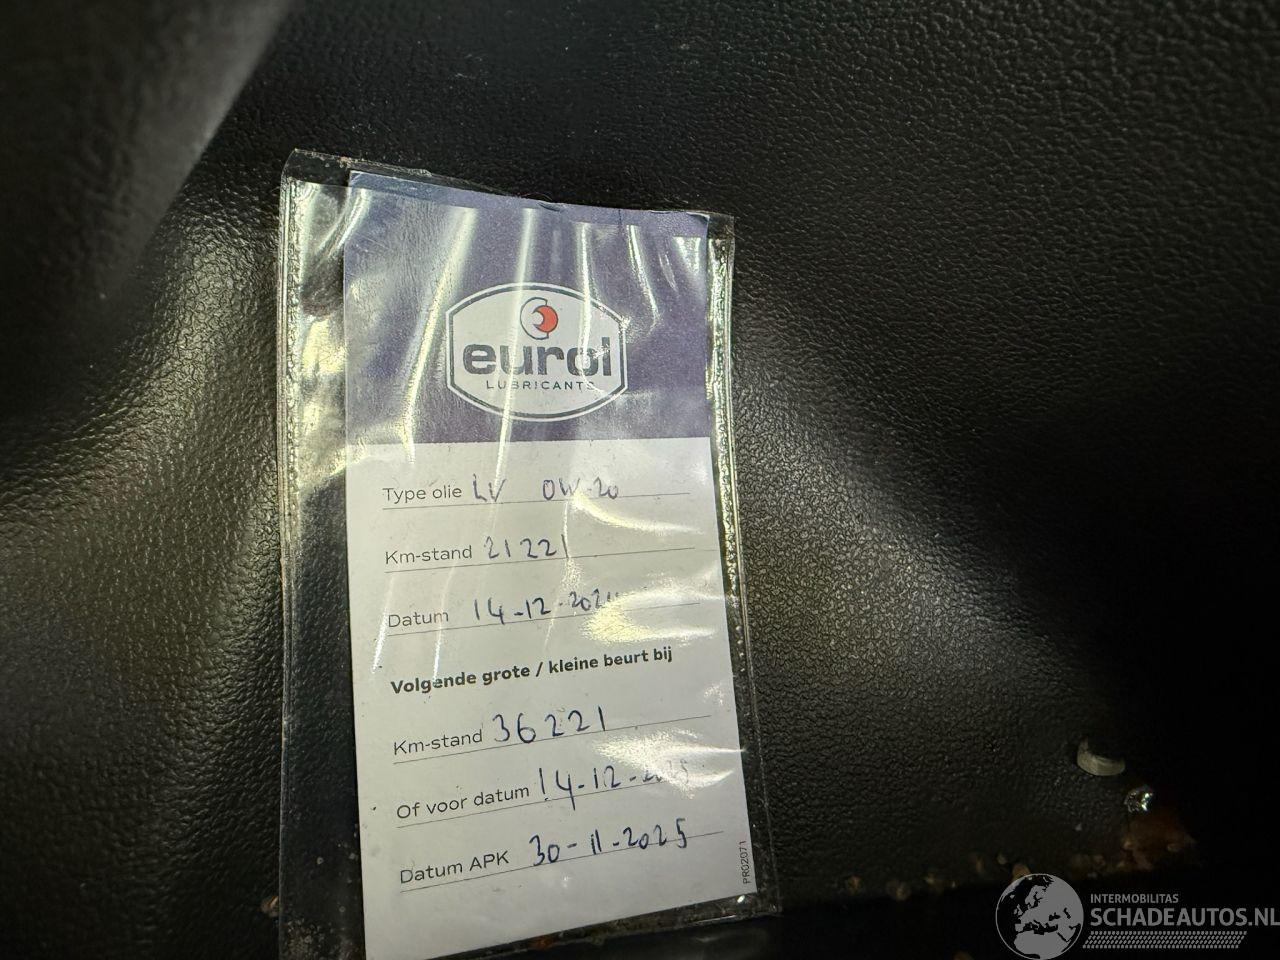 eurol
LUBRICANTS
Type olie LV 0W-20
Km-stand 21221
Datum 14-12-2024
Volgende grote / kleine beurt bij
Km-stand 36221
Of voor datum 14-12-2025
Datum APK 30-11-2025
PR02071
INTERMOBILITAS
SCHADEAUTOS.NL